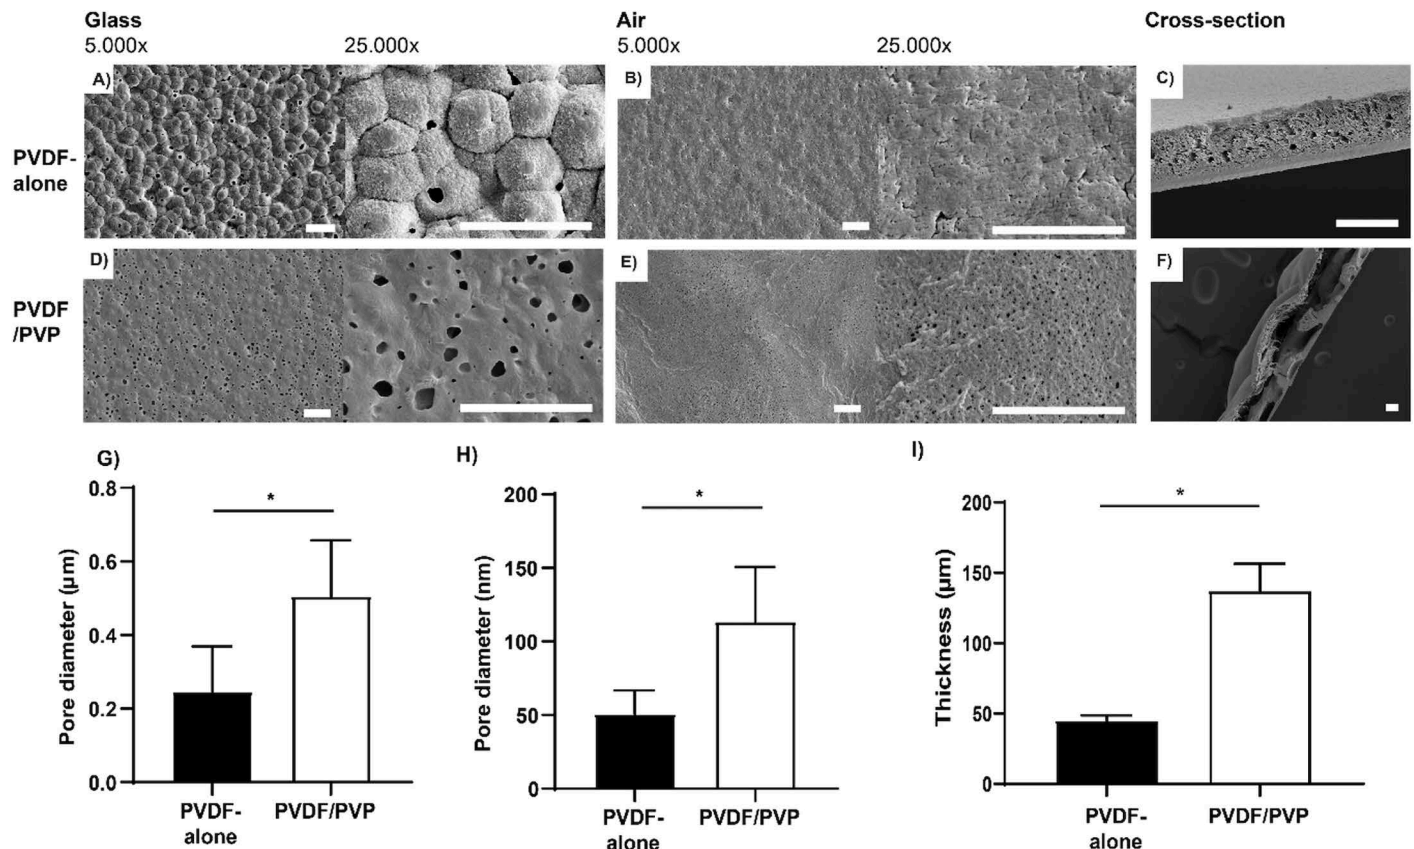 Glass
Air
Cross-section
5.000x
25.000x
5.000x
25.000x
A)
B)
C)
PVDF-
alone
D)
E)
F)
PVDF
/PVP
G)
0.8
0.6
0.4
0.2
0.0
Pore diameter (µm)
*
PVDF-
alone
PVDF/PVP
H)
200
150
100
50
0
Pore diameter (nm)
*
PVDF-
alone
PVDF/PVP
I)
200
150
100
50
0
Thickness (µm)
*
PVDF-
alone
PVDF/PVP